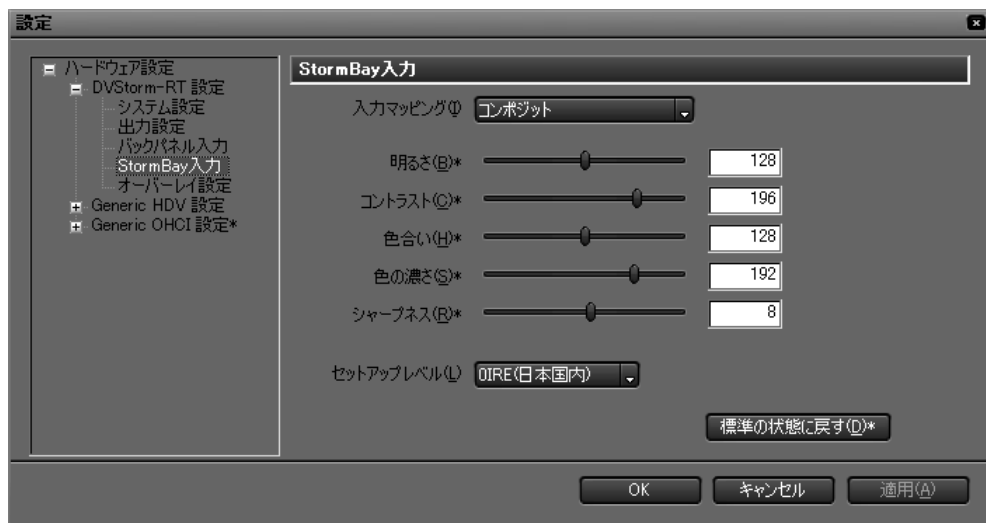 設定
ハードウェア設定
DVStorm-RT 設定
システム設定
出力設定
バックパネル入力
StormBay入力
オーバーレイ設定
Generic HDV 設定
Generic OHCI 設定*
StormBay入力
入力マッピング(I) コンポジット
明るさ(B)* 128
コントラスト(C)* 196
色合い(H)* 128
色の濃さ(S)* 192
シャープネス(R)* 8
セットアップレベル(L) 0IRE(日本国内)
標準の状態に戻す(D)*
OK キャンセル 適用(A)